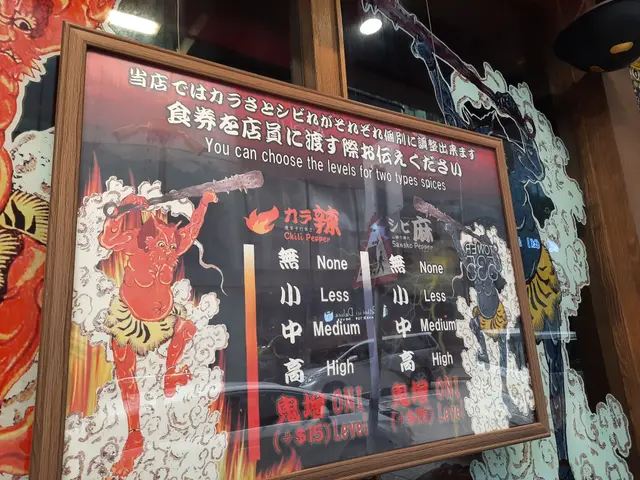 当店ではカラさとシビれがそれぞれ個別に調整出来ます
食券を店員に渡す際お伝えください
You can choose the levels for two types spices
カラ辣
Chili Pepper
無 None
小 Less
中 Medium
高 High
鬼増 ONI
(+$15) Level
シビ麻
Sansho Pepper
無 None
小 Less
中 Medium
高 High
鬼増 ONI
(+$15) Level